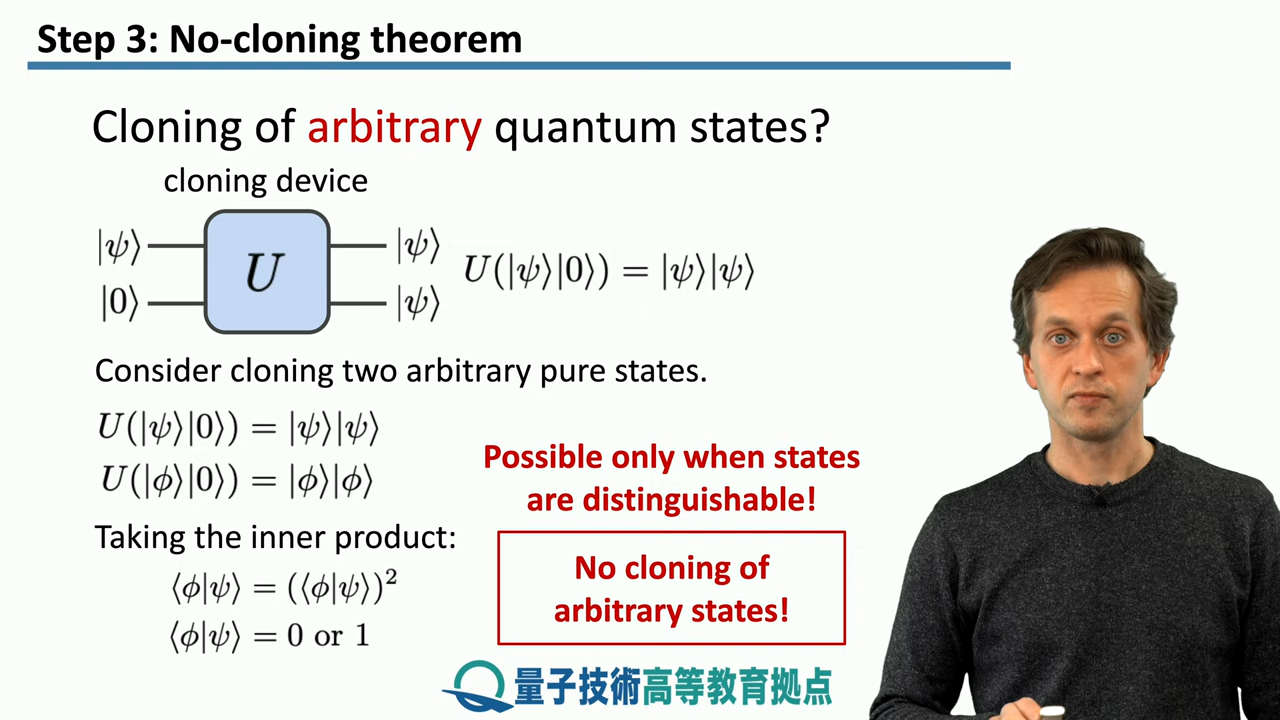 Step 3: No-cloning theorem
Cloning of arbitrary quantum states?
cloning device
|ψ⟩ U |ψ⟩
|0⟩ |ψ⟩
U(|ψ⟩|0⟩) = |ψ⟩|ψ⟩
Consider cloning two arbitrary pure states.
U(|ψ⟩|0⟩) = |ψ⟩|ψ⟩
U(|ϕ⟩|0⟩) = |ϕ⟩|ϕ⟩
Taking the inner product:
⟨ϕ|ψ⟩ = (⟨ϕ|ψ⟩)²
⟨ϕ|ψ⟩ = 0 or 1
Possible only when states
are distinguishable!
No cloning of
arbitrary states!
量子技術高等教育拠点